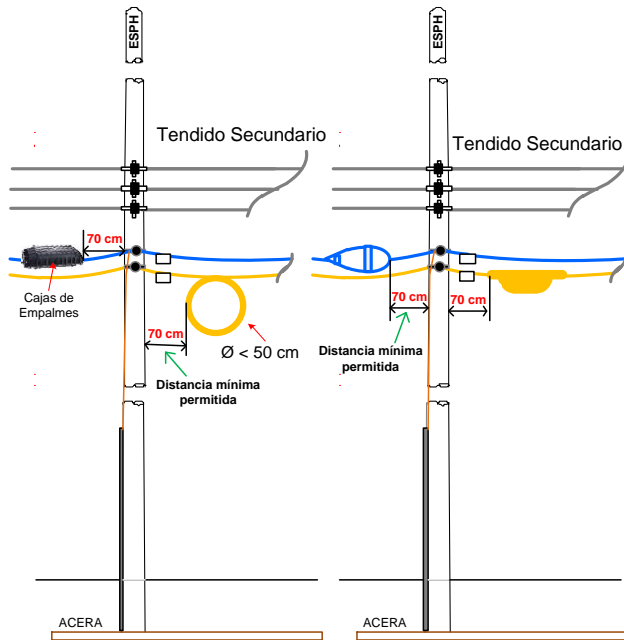 ESPH
Tendido Secundario
70 cm
Cajas de
Empalmes
70 cm
Ø < 50 cm
Distancia mínima
permitida
ACERA
ESPH
Tendido Secundario
70 cm
70 cm
Distancia mínima
permitida
ACERA